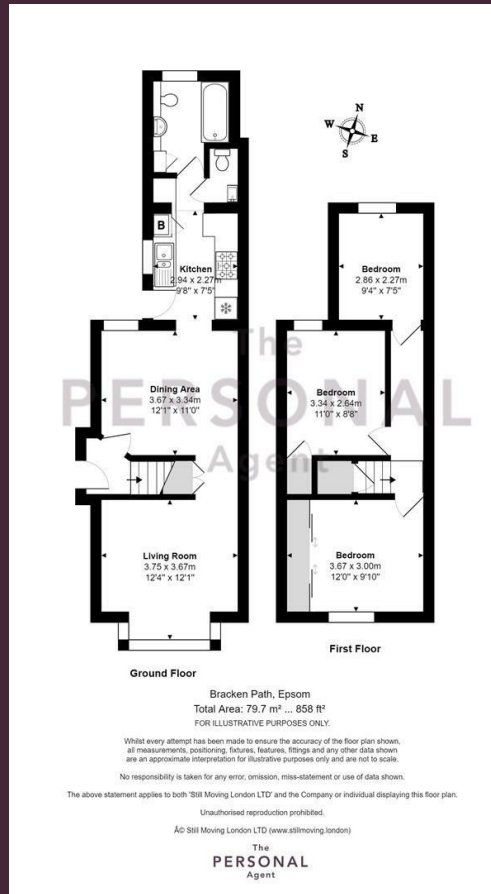 N
W
E
S
B
Kitchen
2.94 x 2.27m
9'8" x 7'5"
Bedroom
2.86 x 2.27m
9'4" x 7'5"
The
PERSONAL
Agent
Dining Area
3.67 x 3.34m
12'1" x 11'0"
Bedroom
3.34 x 2.64m
11'0" x 8'8"
Living Room
3.75 x 3.67m
12'4" x 12'1"
Bedroom
3.67 x 3.00m
12'0" x 9'10"
Ground Floor
First Floor
Bracken Path, Epsom
Total Area: 79.7 m² ... 858 ft²
FOR ILLUSTRATIVE PURPOSES ONLY.
Whilst every attempt has been made to ensure the accuracy of the floor plan shown,
all measurements, positioning, fixtures, features, fittings and any other data shown
are an approximate interpretation for illustrative purposes only and are not to scale.
No responsibility is taken for any error, omission, miss-statement or use of data shown.
The above statement applies to both 'Still Moving London LTD' and the Company or individual displaying this floor plan.
Unauthorised reproduction prohibited.
Â© Still Moving London LTD (www.stillmoving.london)
The
PERSONAL
Agent